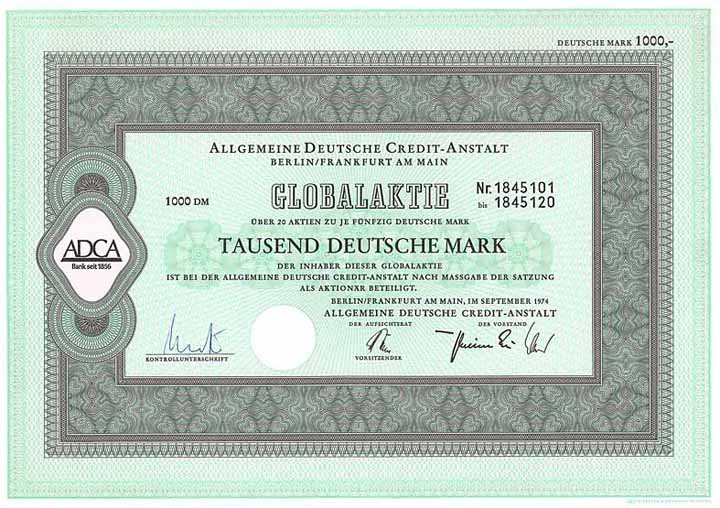 DEUTSCHE MARK 1000,-
ALLGEMEINE DEUTSCHE CREDIT-ANSTALT
BERLIN/FRANKFURT AM MAIN
1000 DM
GLOBALAKTIE
Nr. 1845101
bis 1845120
ÜBER 20 AKTIEN ZU JE FÜNFZIG DEUTSCHE MARK
TAUSEND DEUTSCHE MARK
ADCA
Bank seit 1856
DER INHABER DIESER GLOBALAKTIE
IST BEI DER ALLGEMEINE DEUTSCHE CREDIT-ANSTALT NACH MASSGABE DER SATZUNG
ALS AKTIONÄR BETEILIGT.
BERLIN/FRANKFURT AM MAIN, IM SEPTEMBER 1974
ALLGEMEINE DEUTSCHE CREDIT-ANSTALT
DER AUFSICHTSRAT DER VORSTAND
KONTROLLUNTERSCHRIFT
VORSITZENDER